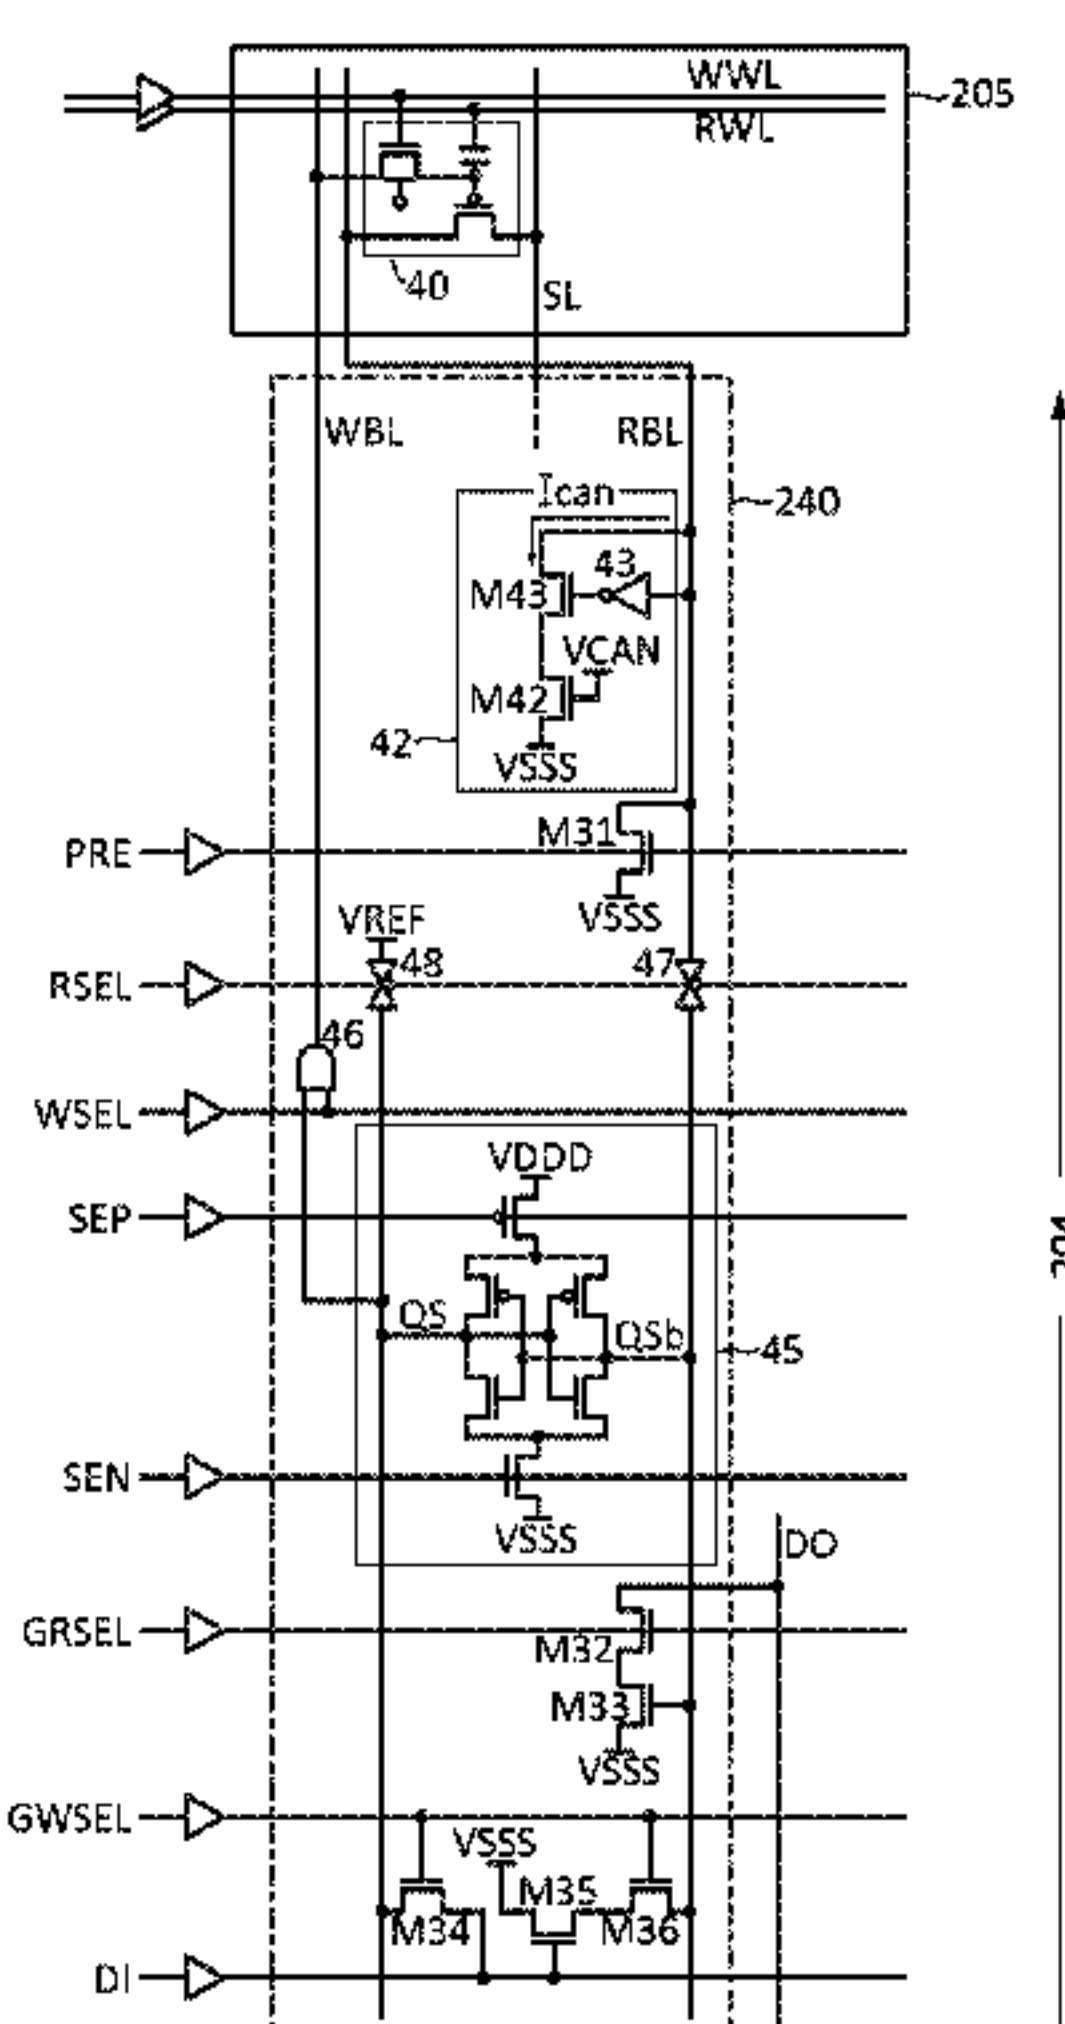 WWL
205
RWL
40
SL
WBL
RBL
Ican
240
43
M43
VCAN
M42
42
VSSS
M31
PRE
VSSS
VREF
48
47
RSEL
46
WSEL
VDDD
SEP
QS
QSb
45
SEN
VSSS
DO
GRSEL
M32
M33
VSSS
GWSEL
VSSS
M35
M34
M36
DI